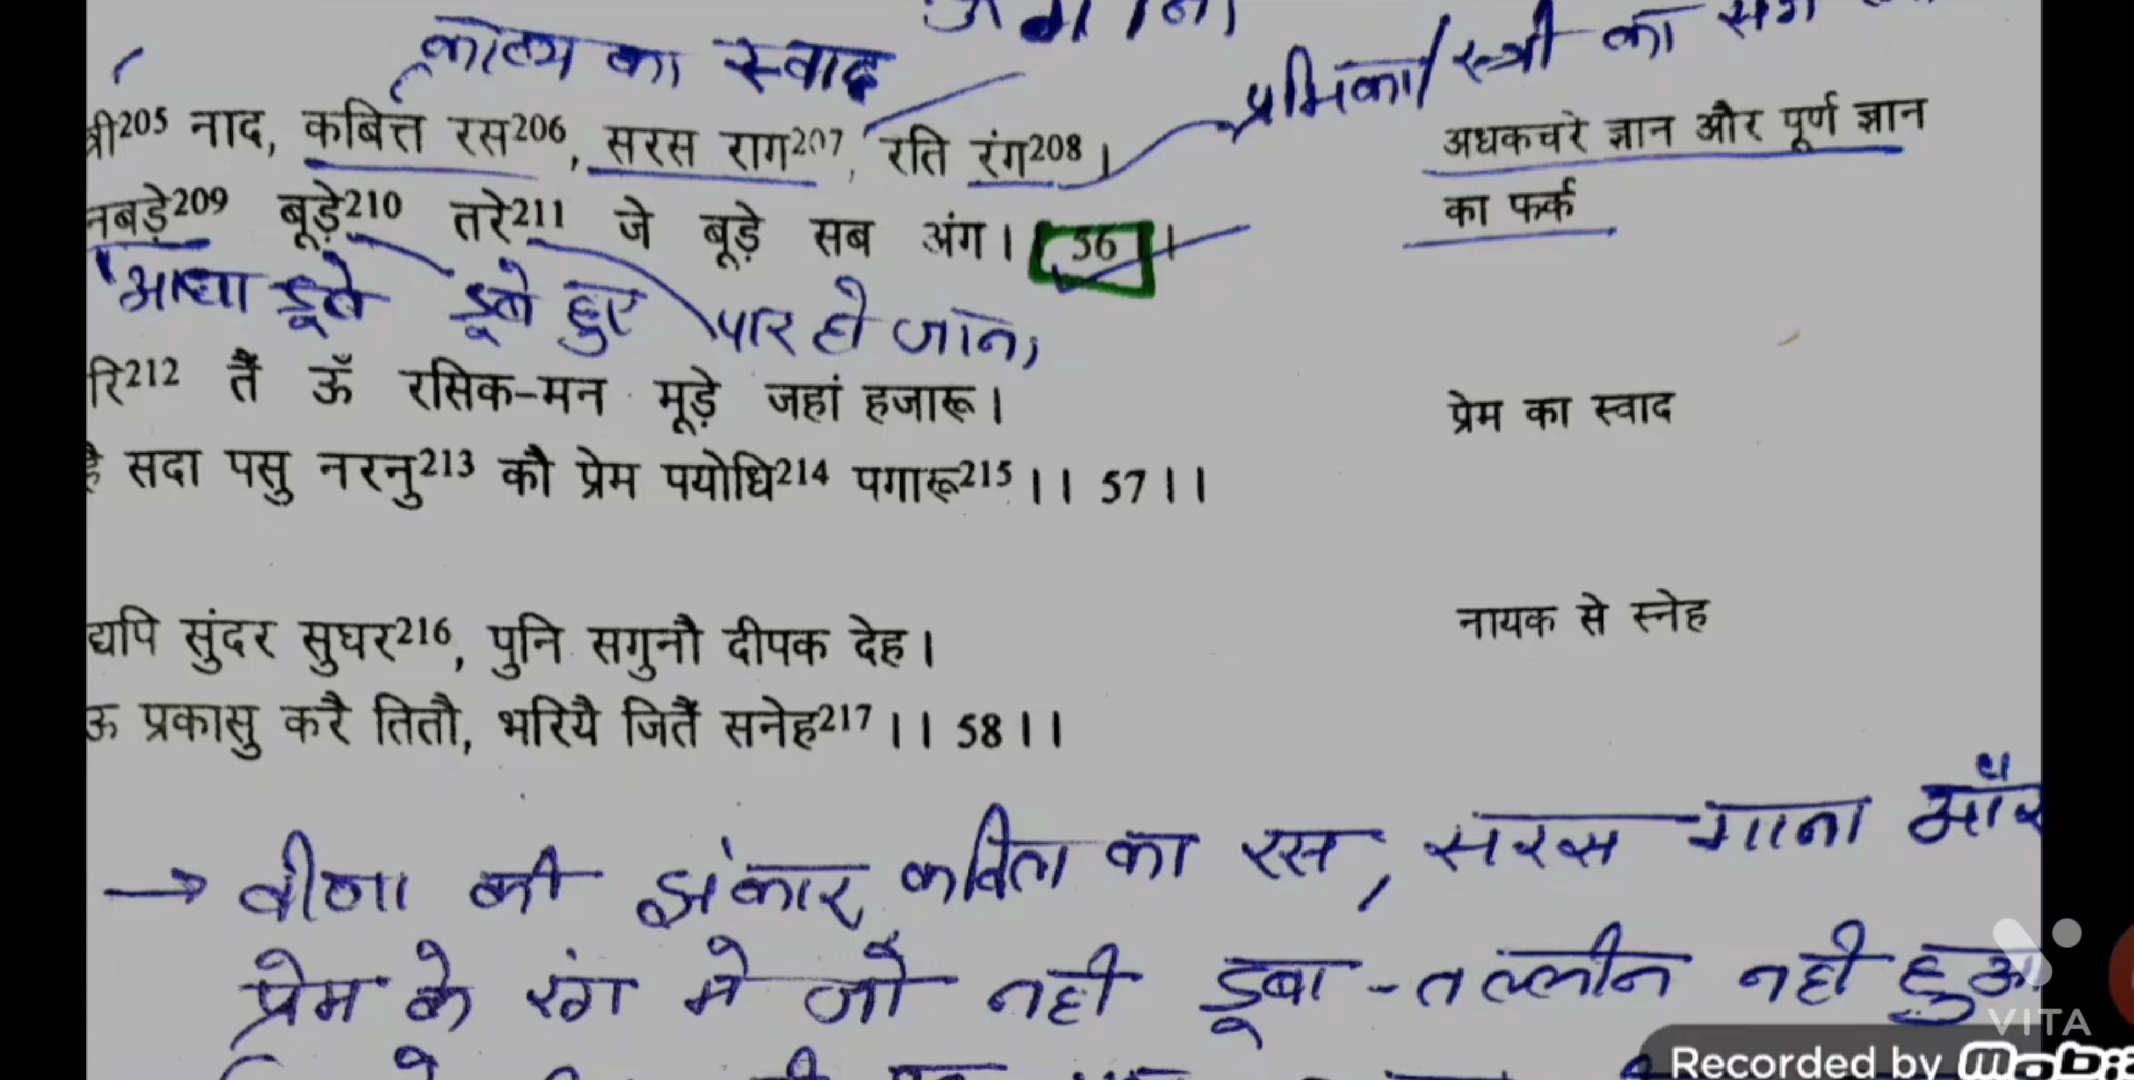 काव्य का स्वाद
प्रेमिका/स्त्री का
त्री205 नाद, कबित्त रस206, सरस राग207, रति रंग208।
अधकचरे ज्ञान और पूर्ण ज्ञान
का फर्क
नबड़े209 बूड़े210 तरे211 जे बूड़े सब अंग। 56।
आधा डूबे डूबे हुए पार हो जाना
रि212 तैं ऊँ रसिक-मन मूड़े जहां हजारू।
प्रेम का स्वाद
है सदा पसु नरनु213 कौ प्रेम पयोधि214 पगारू215।। 57।।
द्यपि सुंदर सुघर216, पुनि सगुनौ दीपक देह।
नायक से स्नेह
ऊ प्रकासु करै तितौ, भरियै जितैं सनेह217।। 58।।
→ वीणा की झंकार, कविता का रस, सरस गाना और
प्रेम के रंग मे जो नही डूबा - तल्लीन नही हुआ
VITA
Recorded by